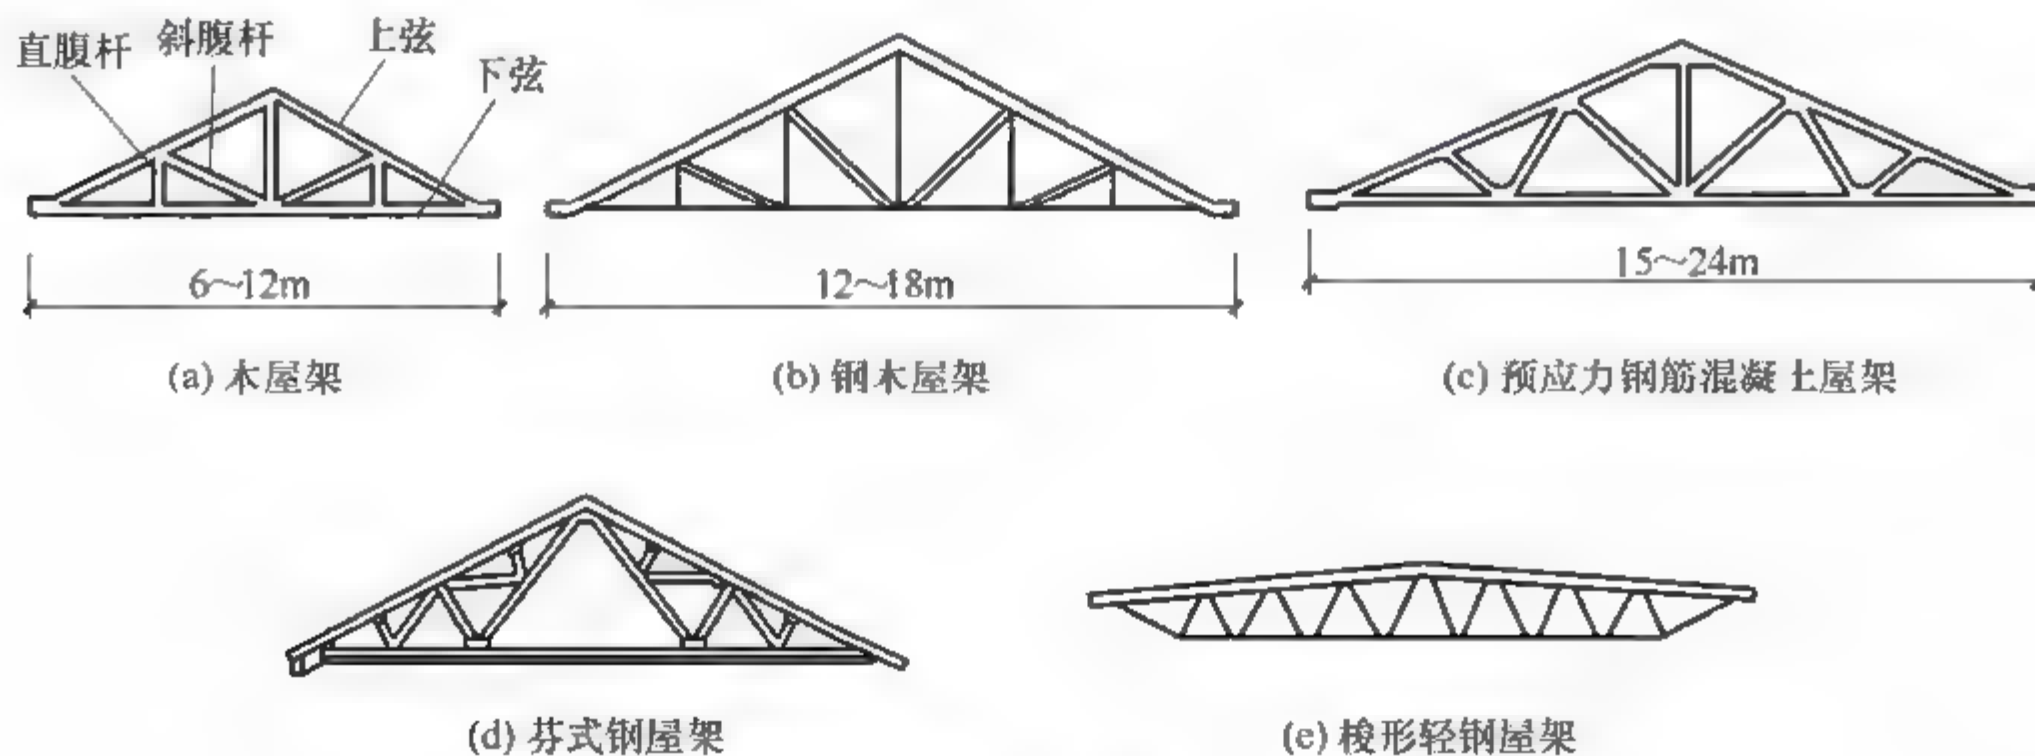 直腹杆 斜腹杆 上弦
下弦
6～12m 12～18m 15～24m
(a) 木屋架 (b) 钢木屋架 (c) 预应力钢筋混凝土屋架
(d) 芬式钢屋架 (e) 梭形轻钢屋架